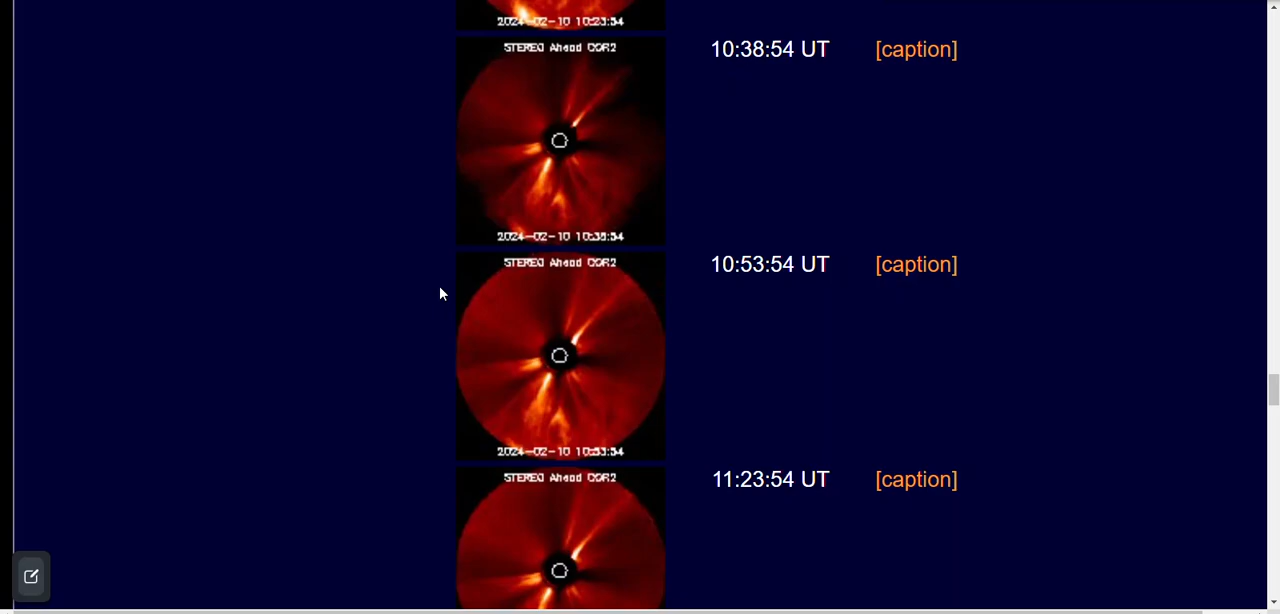 2024-02-10 10:23:54
STEREO Ahead COR2
10:38:54 UT [caption]
2024-02-10 10:38:54
STEREO Ahead COR2
10:53:54 UT [caption]
2024-02-10 10:53:54
STEREO Ahead COR2
11:23:54 UT [caption]